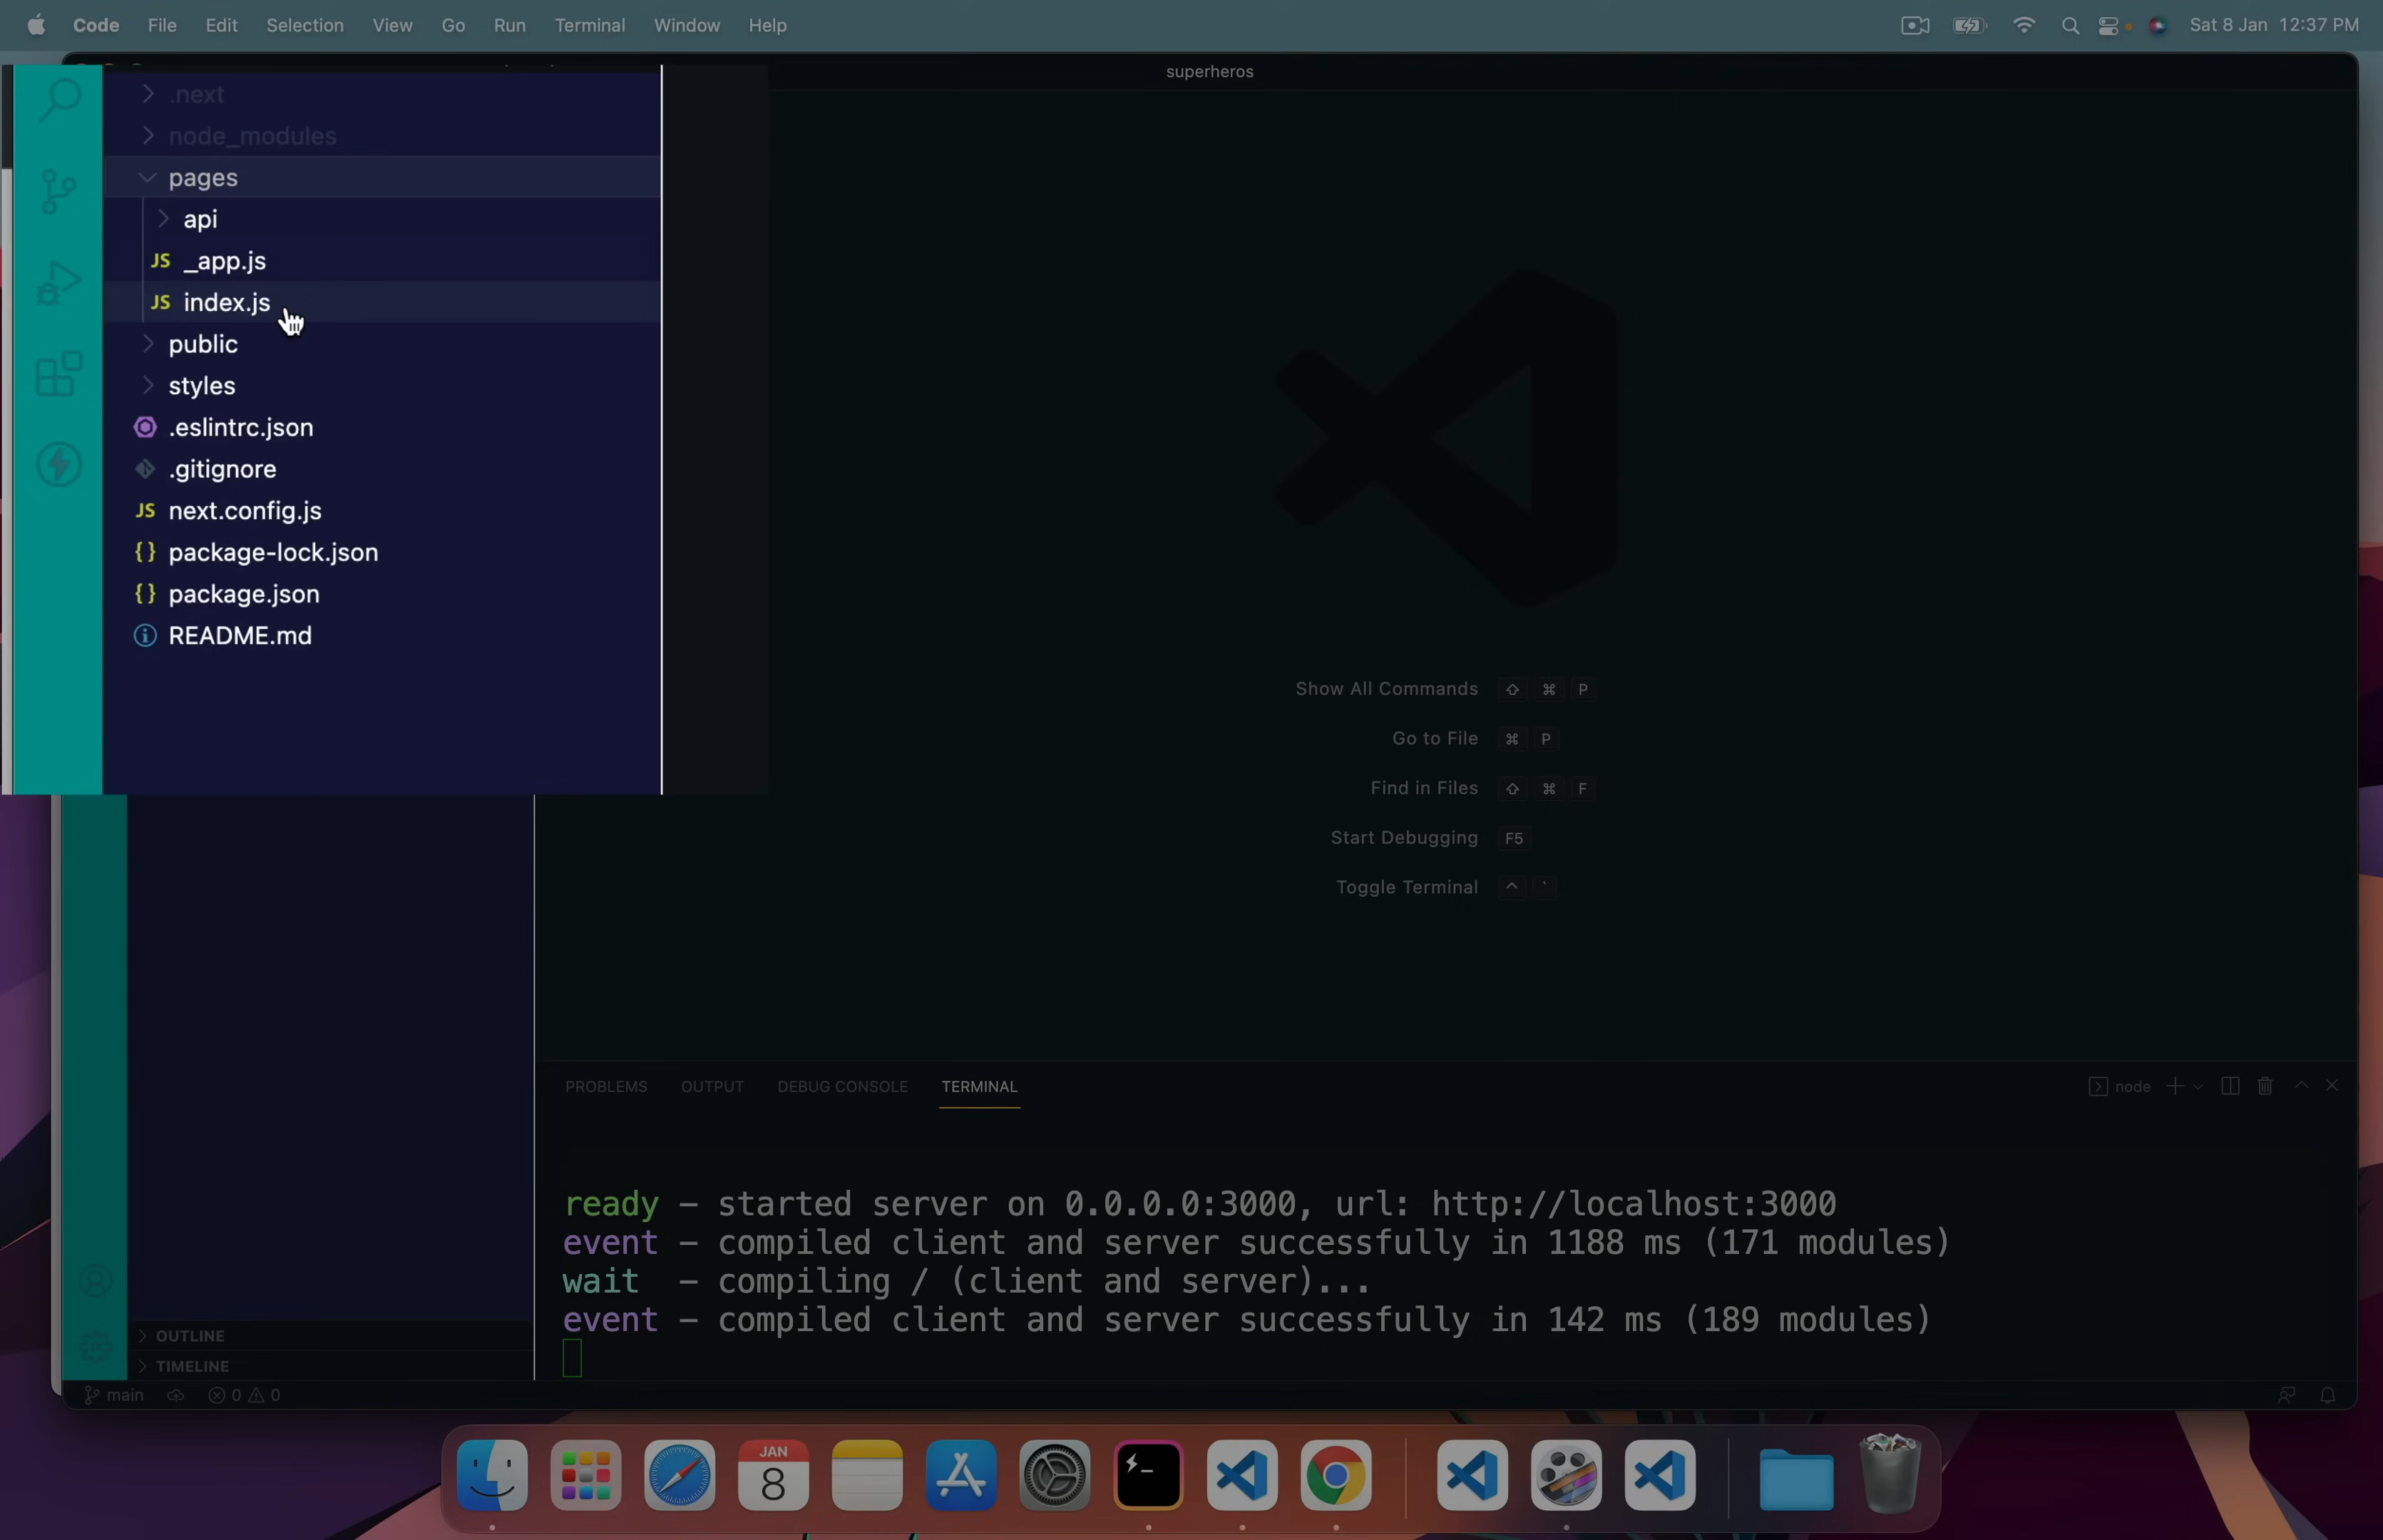 Code File Edit Selection View Go Run Terminal Window Help Sat 8 Jan 12:37 PM
superheros
.next
node_modules
pages
api
JS _app.js
JS index.js
public
styles
.eslintrc.json
.gitignore
JS next.config.js
{} package-lock.json
{} package.json
README.md
Show All Commands ⇧ ⌘ P
Go to File ⌘ P
Find in Files ⇧ ⌘ F
Start Debugging F5
Toggle Terminal ^ `
PROBLEMS OUTPUT DEBUG CONSOLE TERMINAL node
ready - started server on 0.0.0.0:3000, url: http://localhost:3000
event - compiled client and server successfully in 1188 ms (171 modules)
wait - compiling / (client and server)...
event - compiled client and server successfully in 142 ms (189 modules)
OUTLINE
TIMELINE
main 0 0
JAN
8